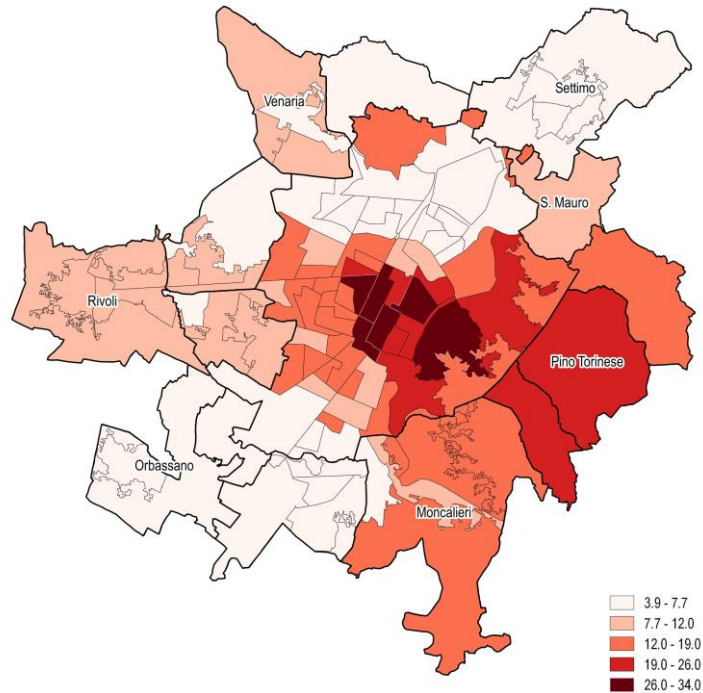 Venaria
Settimo
S. Mauro
Rivoli
Pino Torinese
Orbassano
Moncalieri
3.9 - 7.7
7.7 - 12.0
12.0 - 19.0
19.0 - 26.0
26.0 - 34.0